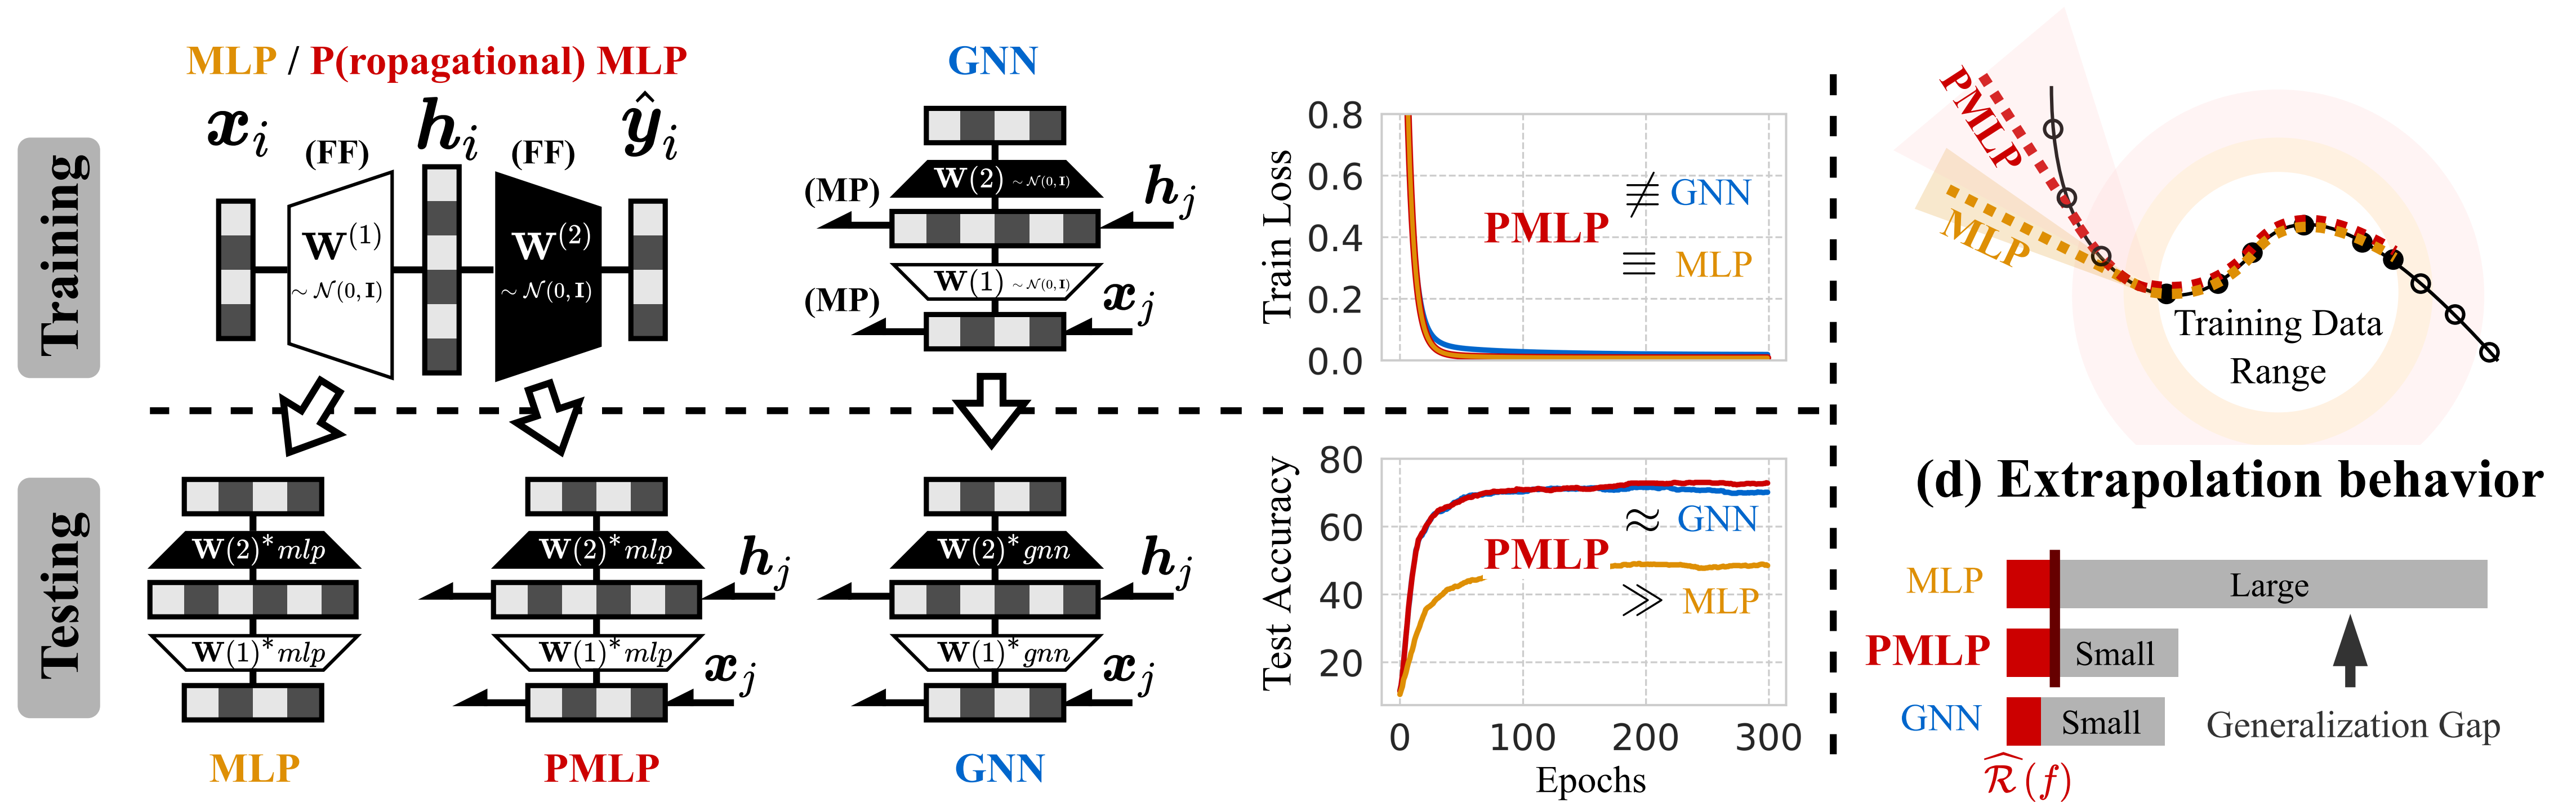 MLP / P(ropagational) MLP
GNN
Training
x_i
(FF)
h_i
(FF)
ŷ_i
W^(1)
~ N(0, I)
W^(2)
~ N(0, I)
W(2) ~ N(0, I)
(MP)
h_j
W(1) ~ N(0, I)
(MP)
x_j
Train Loss
0.8
0.6
0.4
0.2
0.0
PMLP
≢ GNN
≡ MLP
Testing
W(2)* mlp
W(1)* mlp
MLP
W(2)* mlp
h_j
W(1)* mlp
x_j
PMLP
W(2)* gnn
h_j
W(1)* gnn
x_j
GNN
Test Accuracy
80
60
40
20
PMLP
≈ GNN
≫ MLP
0 100 200 300
Epochs
PMLP
MLP
Training Data
Range
(d) Extrapolation behavior
MLP
Large
PMLP
Small
GNN
Small
Generalization Gap
R̂(f)